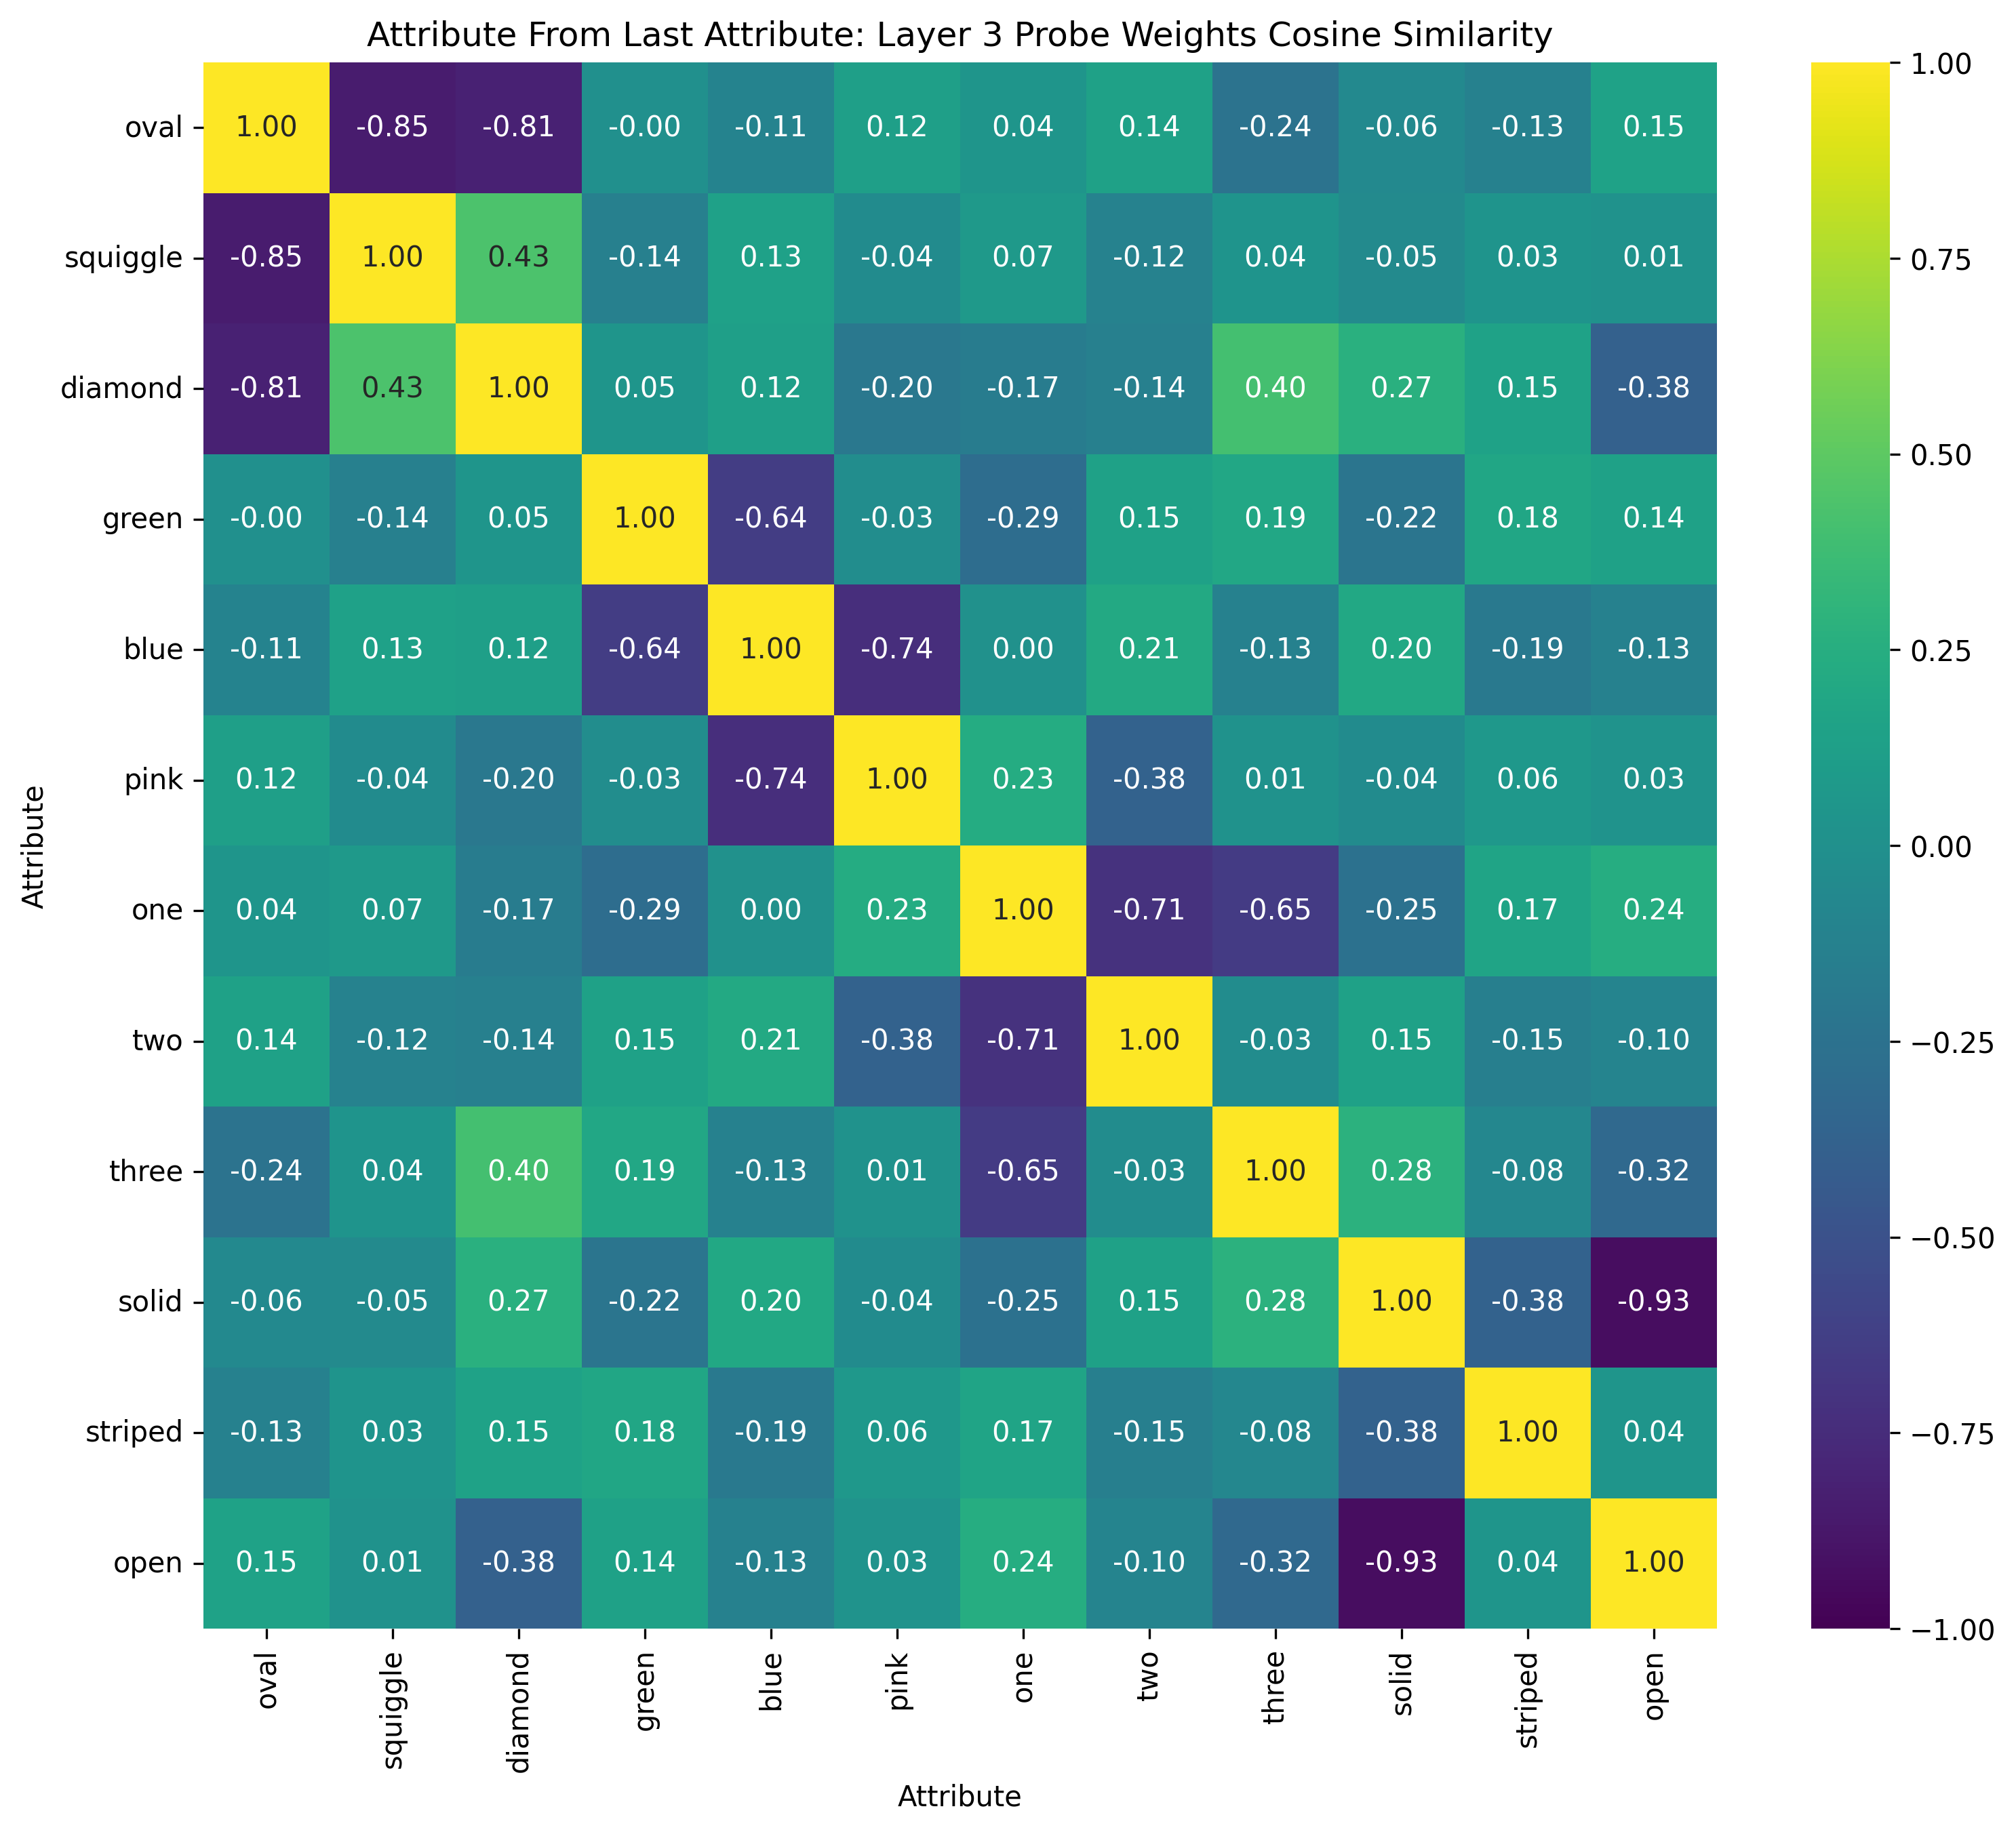 Attribute From Last Attribute: Layer 3 Probe Weights Cosine Similarity
oval 1.00 -0.85 -0.81 -0.00 -0.11 0.12 0.04 0.14 -0.24 -0.06 -0.13 0.15
squiggle -0.85 1.00 0.43 -0.14 0.13 -0.04 0.07 -0.12 0.04 -0.05 0.03 0.01
diamond -0.81 0.43 1.00 0.05 0.12 -0.20 -0.17 -0.14 0.40 0.27 0.15 -0.38
green -0.00 -0.14 0.05 1.00 -0.64 -0.03 -0.29 0.15 0.19 -0.22 0.18 0.14
blue -0.11 0.13 0.12 -0.64 1.00 -0.74 0.00 0.21 -0.13 0.20 -0.19 -0.13
pink 0.12 -0.04 -0.20 -0.03 -0.74 1.00 0.23 -0.38 0.01 -0.04 0.06 0.03
one 0.04 0.07 -0.17 -0.29 0.00 0.23 1.00 -0.71 -0.65 -0.25 0.17 0.24
two 0.14 -0.12 -0.14 0.15 0.21 -0.38 -0.71 1.00 -0.03 0.15 -0.15 -0.10
three -0.24 0.04 0.40 0.19 -0.13 0.01 -0.65 -0.03 1.00 0.28 -0.08 -0.32
solid -0.06 -0.05 0.27 -0.22 0.20 -0.04 -0.25 0.15 0.28 1.00 -0.38 -0.93
striped -0.13 0.03 0.15 0.18 -0.19 0.06 0.17 -0.15 -0.08 -0.38 1.00 0.04
open 0.15 0.01 -0.38 0.14 -0.13 0.03 0.24 -0.10 -0.32 -0.93 0.04 1.00
oval squiggle diamond green blue pink one two three solid striped open
Attribute
Attribute
1.00
0.75
0.50
0.25
0.00
−0.25
−0.50
−0.75
−1.00